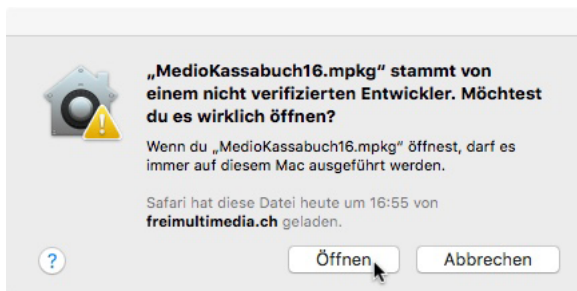 „MedioKassabuch16.mpkg“ stammt von
einem nicht verifizierten Entwickler. Möchtest
du es wirklich öffnen?
Wenn du „MedioKassabuch16.mpkg“ öffnest, darf es
immer auf diesem Mac ausgeführt werden.
Safari hat diese Datei heute um 16:55 von
freimultimedia.ch geladen.
?
Öffnen
Abbrechen